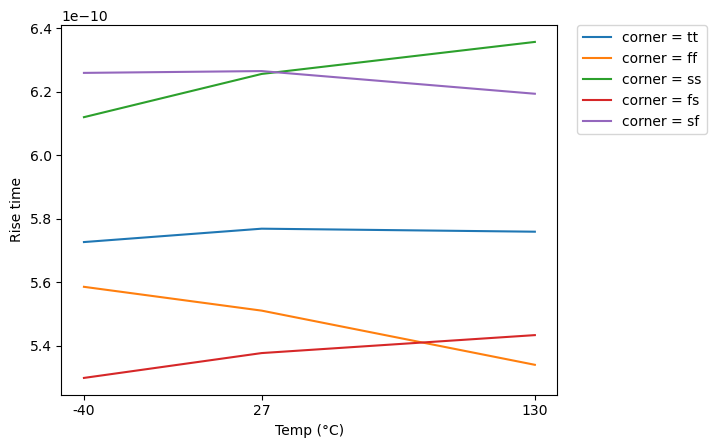 1e−10
6.4
6.2
6.0
5.8
5.6
5.4
Rise time
-40
27
130
Temp (°C)
corner = tt
corner = ff
corner = ss
corner = fs
corner = sf